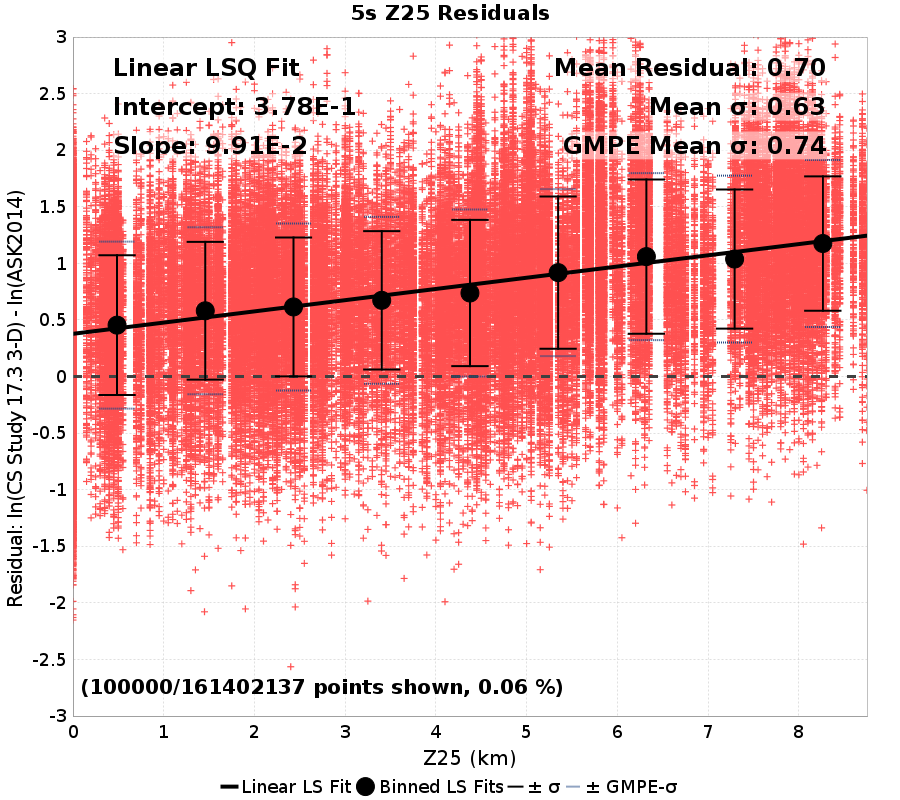 5s Z25 Residuals
Linear LSQ Fit
Intercept: 3.78E-1
Slope: 9.91E-2
Mean Residual: 0.70
Mean σ: 0.63
GMPE Mean σ: 0.74
Residual: ln(CS Study 17.3 3-D) - ln(ASK2014)
3
2.5
2
1.5
1
0.5
0
-0.5
-1
-1.5
-2
-2.5
-3
(100000/161402137 points shown, 0.06 %)
0 1 2 3 4 5 6 7 8
Z25 (km)
Linear LS Fit Binned LS Fits ± σ ± GMPE-σ